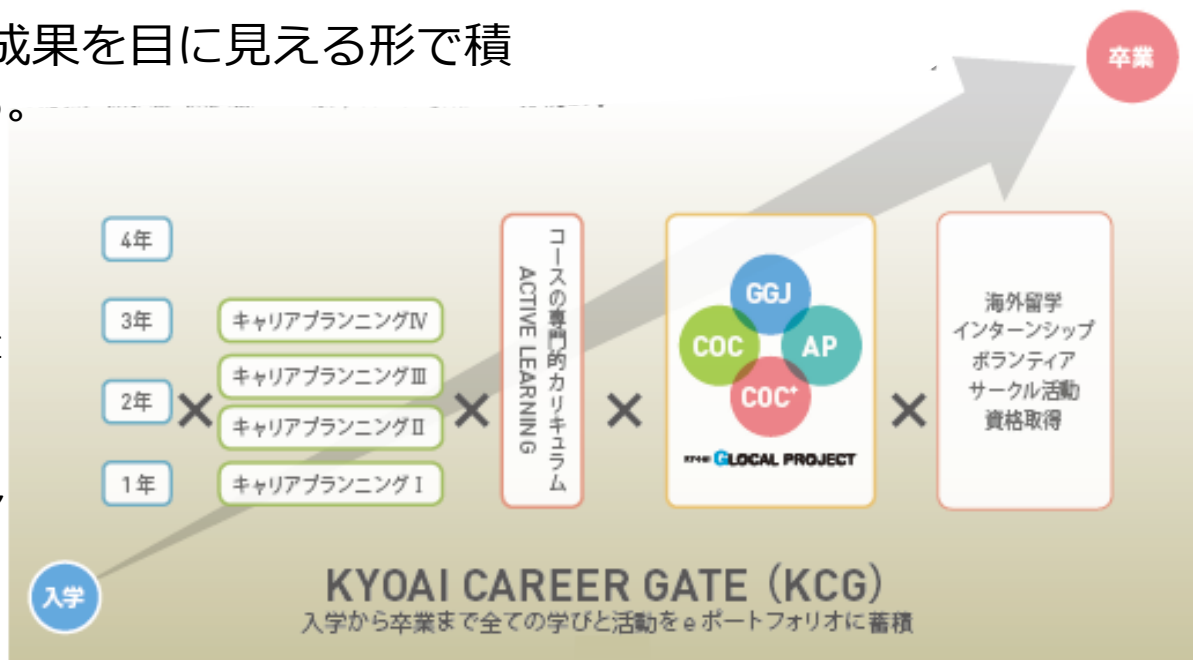 成果を目に見える形で積
。
卒業
4年
3年
2年
1年
×
キャリアプランニングⅣ
キャリアプランニングⅢ
キャリアプランニングⅡ
キャリアプランニングⅠ
×
コースの専門的カリキュラム
ACTIVE LEARNING
×
GGJ
COC
AP
COC⁺
GLOCAL PROJECT
×
海外留学
インターンシップ
ボランティア
サークル活動
資格取得
入学
KYOAI CAREER GATE（KCG）
入学から卒業まで全ての学びと活動をeポートフォリオに蓄積